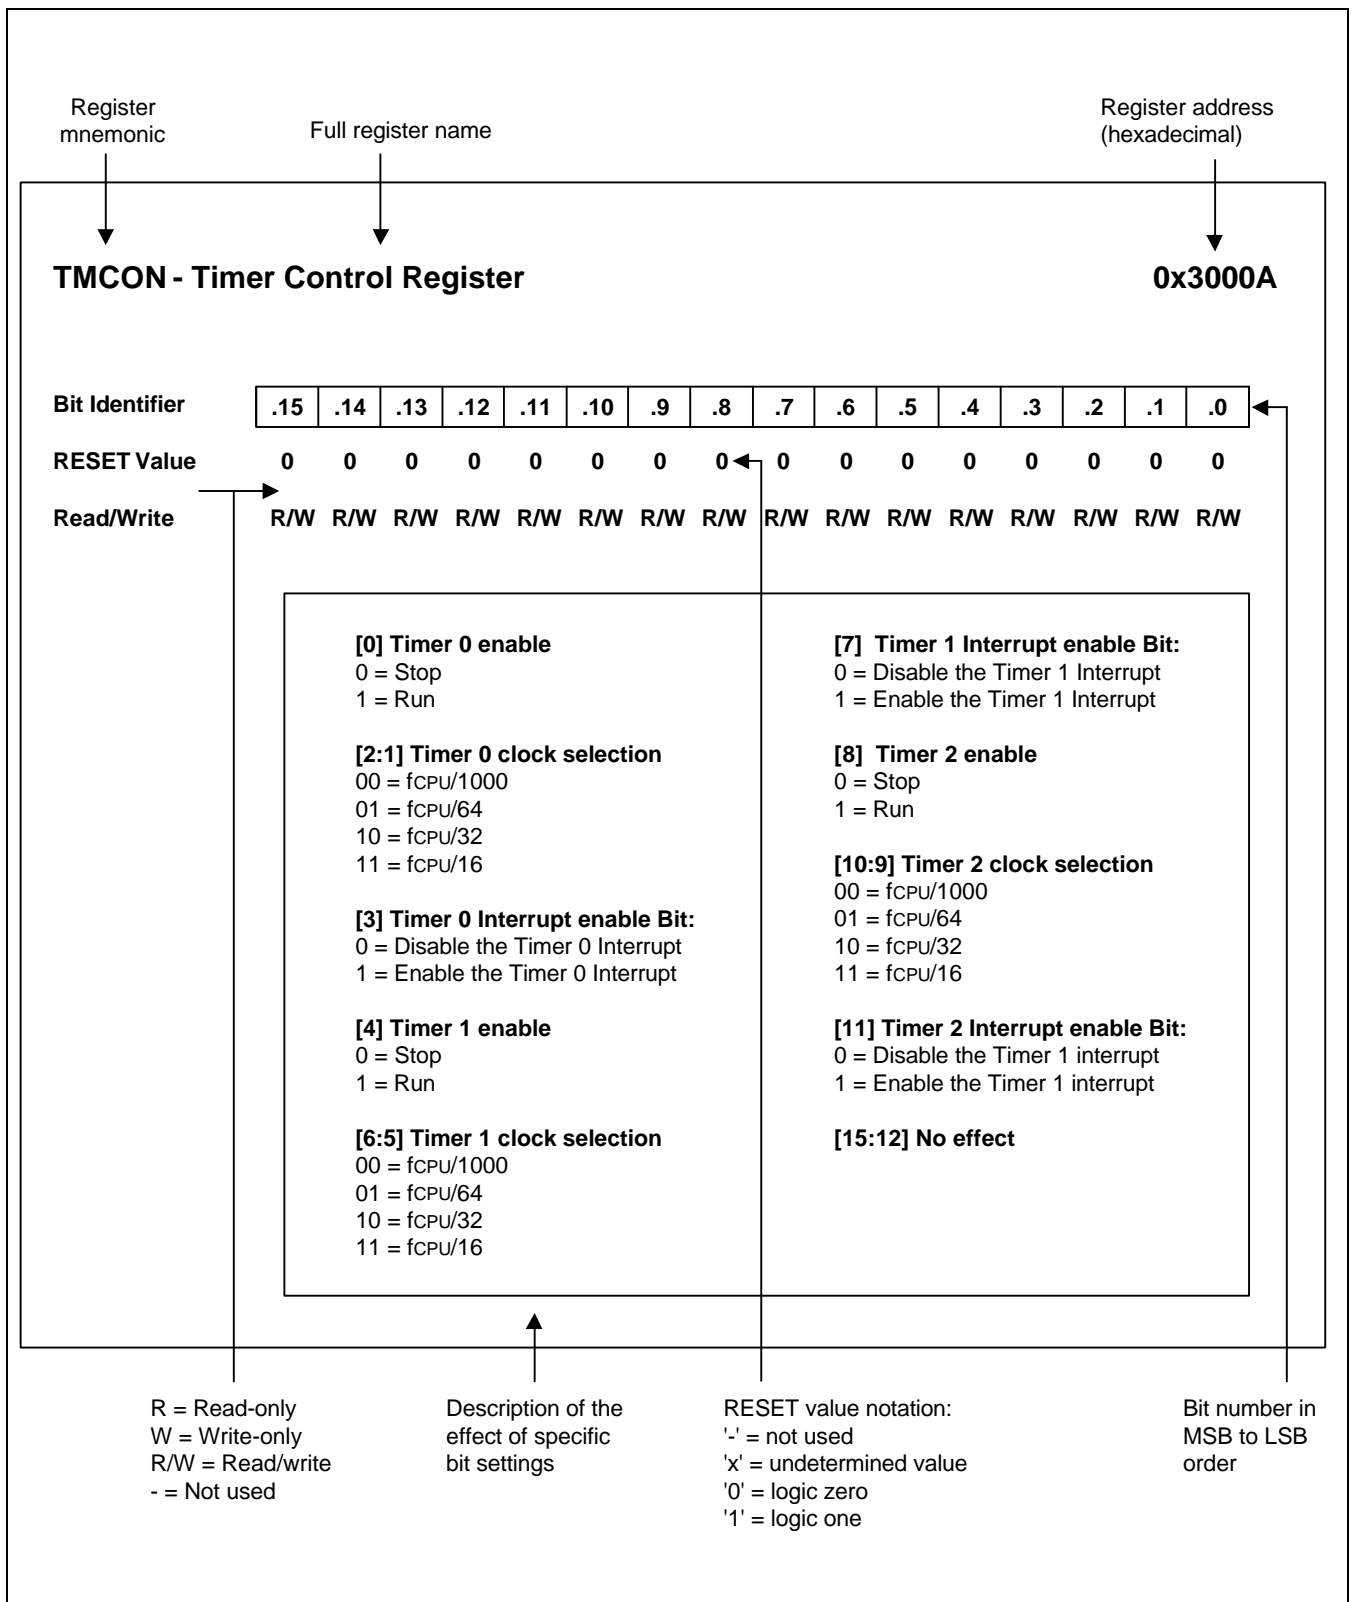 Register
mnemonic
Full register name
Register address
(hexadecimal)
TMCON - Timer Control Register
0x3000A
Bit Identifier .15 .14 .13 .12 .11 .10 .9 .8 .7 .6 .5 .4 .3 .2 .1 .0
RESET Value 0 0 0 0 0 0 0 0 0 0 0 0 0 0 0 0
Read/Write R/W R/W R/W R/W R/W R/W R/W R/W R/W R/W R/W R/W R/W R/W R/W R/W
[0] Timer 0 enable
0 = Stop
1 = Run
[2:1] Timer 0 clock selection
00 = fCPU/1000
01 = fCPU/64
10 = fCPU/32
11 = fCPU/16
[3] Timer 0 Interrupt enable Bit:
0 = Disable the Timer 0 Interrupt
1 = Enable the Timer 0 Interrupt
[4] Timer 1 enable
0 = Stop
1 = Run
[6:5] Timer 1 clock selection
00 = fCPU/1000
01 = fCPU/64
10 = fCPU/32
11 = fCPU/16
[7] Timer 1 Interrupt enable Bit:
0 = Disable the Timer 1 Interrupt
1 = Enable the Timer 1 Interrupt
[8] Timer 2 enable
0 = Stop
1 = Run
[10:9] Timer 2 clock selection
00 = fCPU/1000
01 = fCPU/64
10 = fCPU/32
11 = fCPU/16
[11] Timer 2 Interrupt enable Bit:
0 = Disable the Timer 1 interrupt
1 = Enable the Timer 1 interrupt
[15:12] No effect
R = Read-only
W = Write-only
R/W = Read/write
- = Not used
Description of the
effect of specific
bit settings
RESET value notation:
'-' = not used
'x' = undetermined value
'0' = logic zero
'1' = logic one
Bit number in
MSB to LSB
order